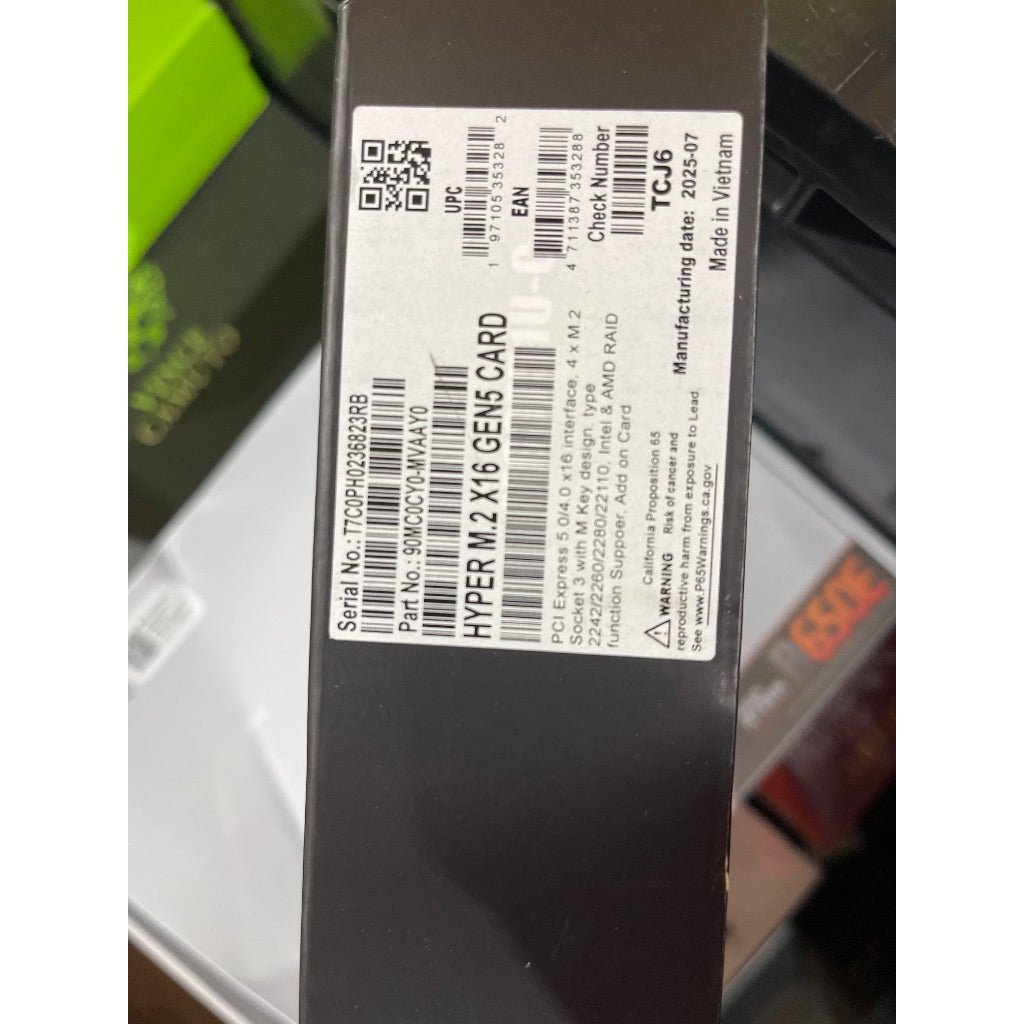 Serial No.: T7C0PH0236823RB
Part No.: 90MC0CY0-MVAAY0
HYPER M.2 X16 GEN5 CARD
PCI Express 5.0/4.0 x16 interface, 4 x M.2
Socket 3 with M Key design, type
2242/2260/2280/22110, Intel & AMD RAID
function Suppoer, Add on Card
UPC
1 97105 35328 2
EAN
4 711387 353288
Check Number
TCJ6
Manufacturing date: 2025-07
Made in Vietnam
California Proposition 65
WARNING Risk of cancer and
reproductive harm from exposure to Lead.
See www.P65Warnings.ca.gov
650E